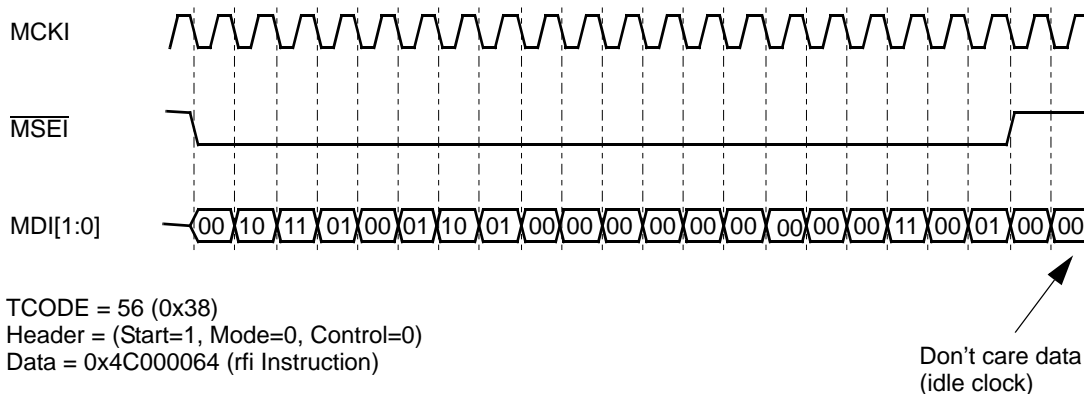 MCKI
MSEI
MDI[1:0]
00 10 11 01 00 01 10 01 00 00 00 00 00 00 00 00 00 11 00 01 00 00
TCODE = 56 (0x38)
Header = (Start=1, Mode=0, Control=0)
Data = 0x4C000064 (rfi Instruction)
Don't care data
(idle clock)